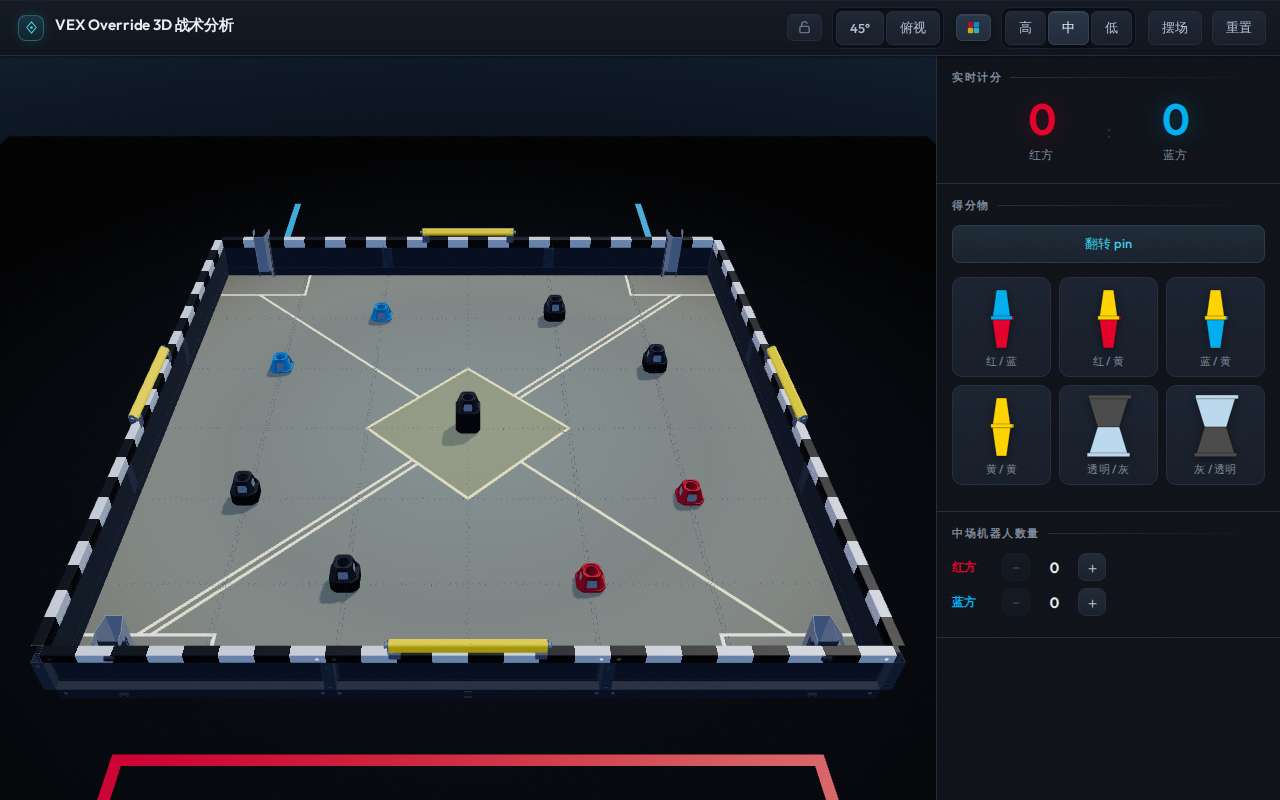 VEX Override 3D 战术分析
45° 俯视 高 中 低 摆场 重置
实时计分
0 : 0
红方 蓝方
得分物
翻转 pin
红 / 蓝 红 / 黄 蓝 / 黄
黄 / 黄 透明 / 灰 灰 / 透明
中场机器人数量
红方 − 0 +
蓝方 − 0 +